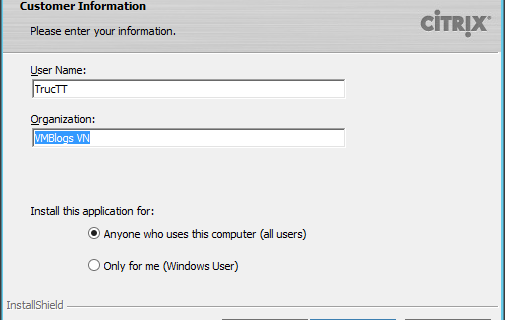 Customer Information
Please enter your information.
CITRIX®
User Name:
TrucTT
Organization:
VMBlogs VN
Install this application for:
Anyone who uses this computer (all users)
Only for me (Windows User)
InstallShield